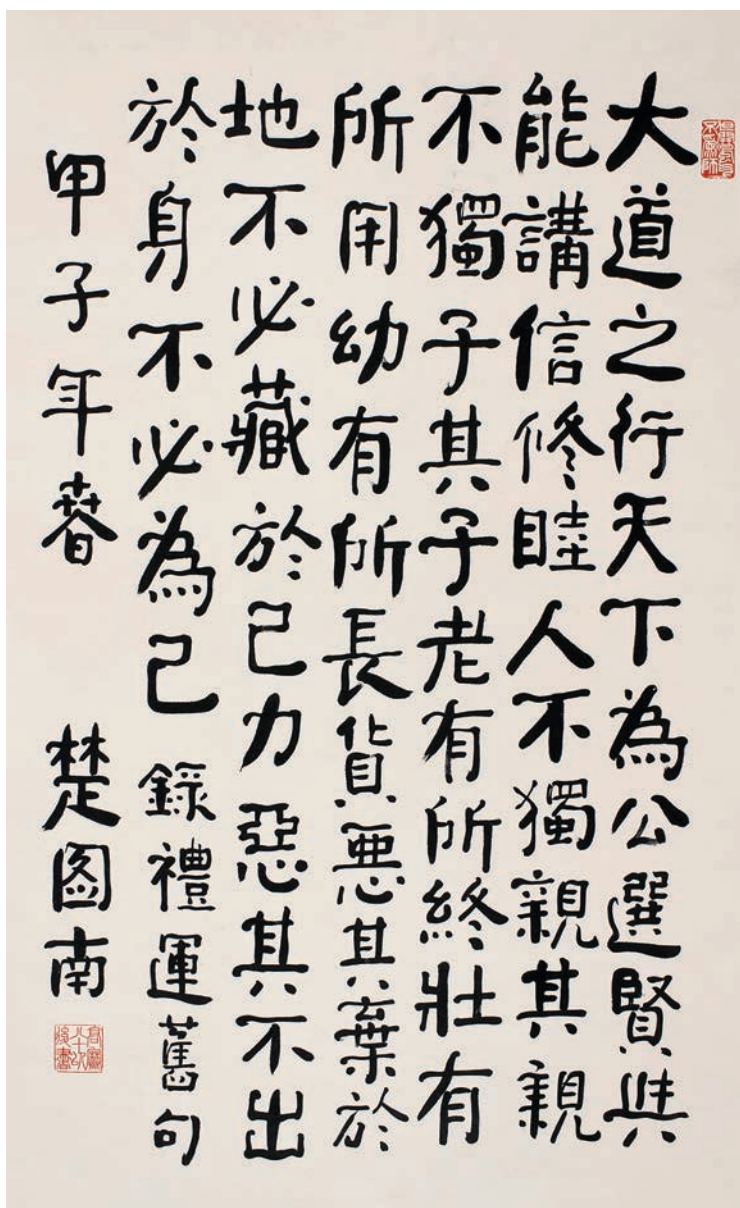 大道之行天下為公選賢與
能講信修睦人不獨親其親
不獨子其子老有所終壯有
所用幼有所長貨惡其棄於
地不必藏於己力惡其不出
於身不必為己 錄禮運舊句
甲子年春 楚图南